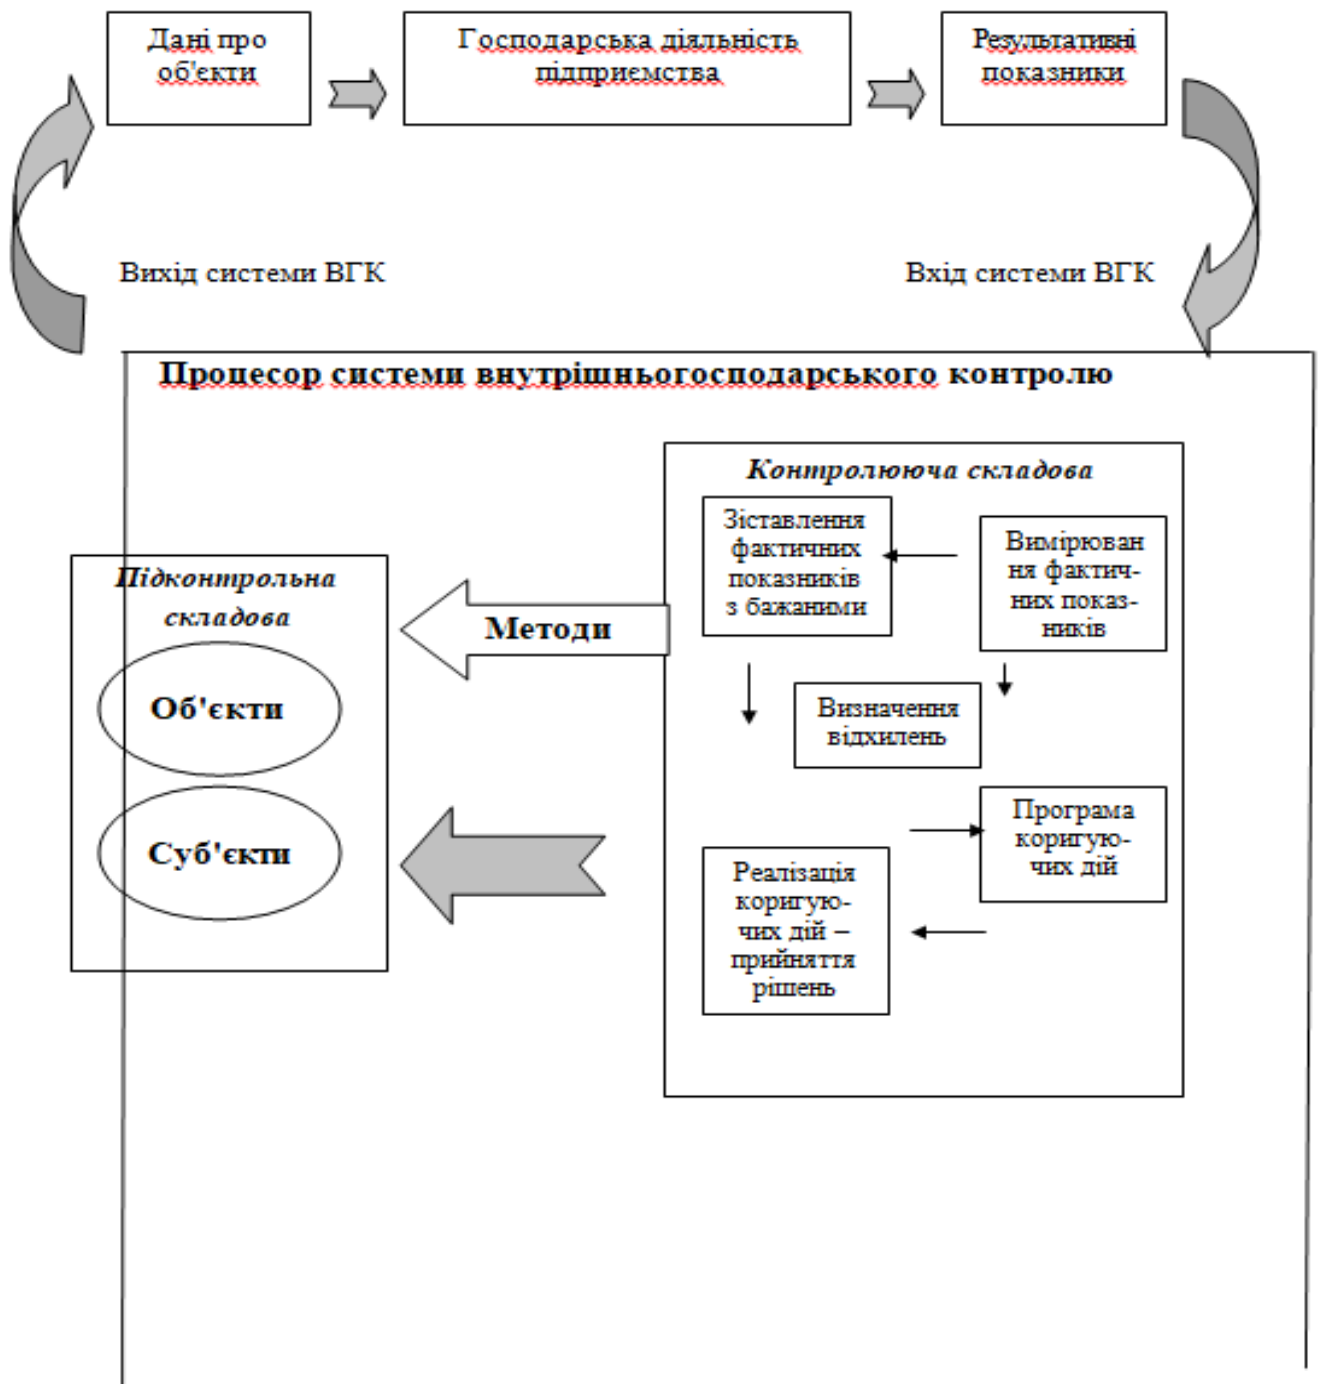 Дані про
об'єкти
Господарська діяльність
підприємства
Результативні
показники
Вихід системи ВГК
Вхід системи ВГК
Процесор системи внутрішньогосподарського контролю
Контролююча складова
Зіставлення
фактичних
показників
з бажаними
Вимірюван
ня фактич-
них показ-
ників
Підконтрольна
складова
Методи
Об'єкти
Визначення
відхилень
Суб'єкти
Програма
коригую-
чих дій
Реалізація
коригую-
чих дій –
прийняття
рішень